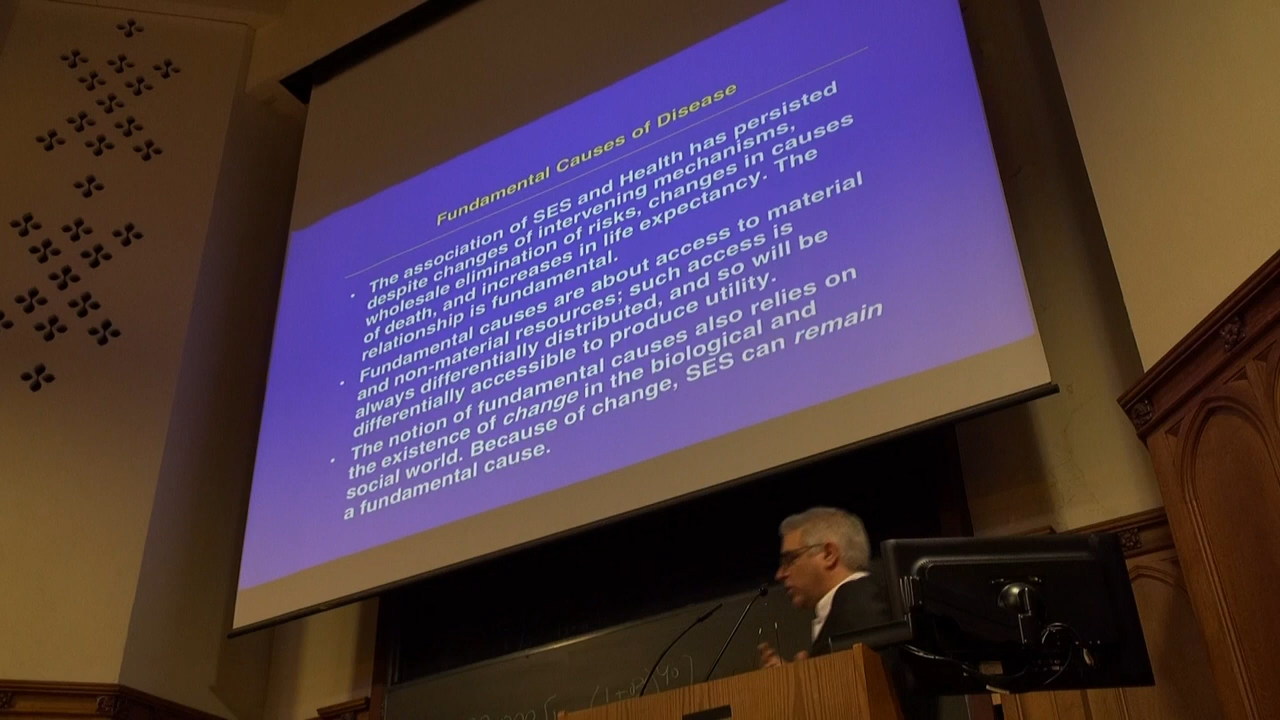 Fundamental Causes of Disease
• The association of SES and Health has persisted
despite changes of intervening mechanisms,
wholesale elimination of risks, changes in causes
of death, and increases in life expectancy. The
relationship is fundamental.
• Fundamental causes are about access to material
and non-material resources; such access is
always differentially distributed, and so will be
differentially accessible to produce utility.
• The notion of fundamental causes also relies on
the existence of change in the biological and
social world. Because of change, SES can remain
a fundamental cause.